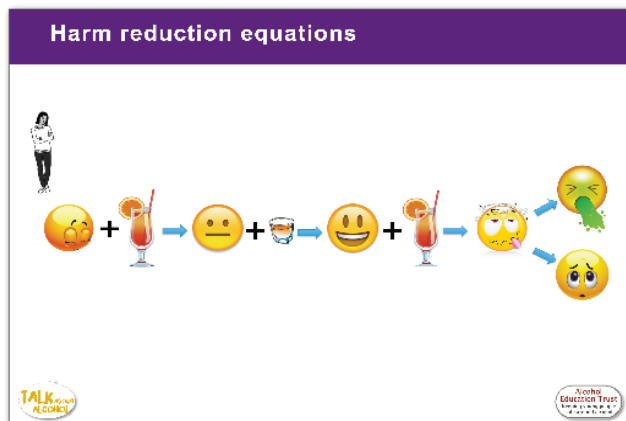 Harm reduction equations
TALK about
ALCOHOL
Alcohol
Education Trust